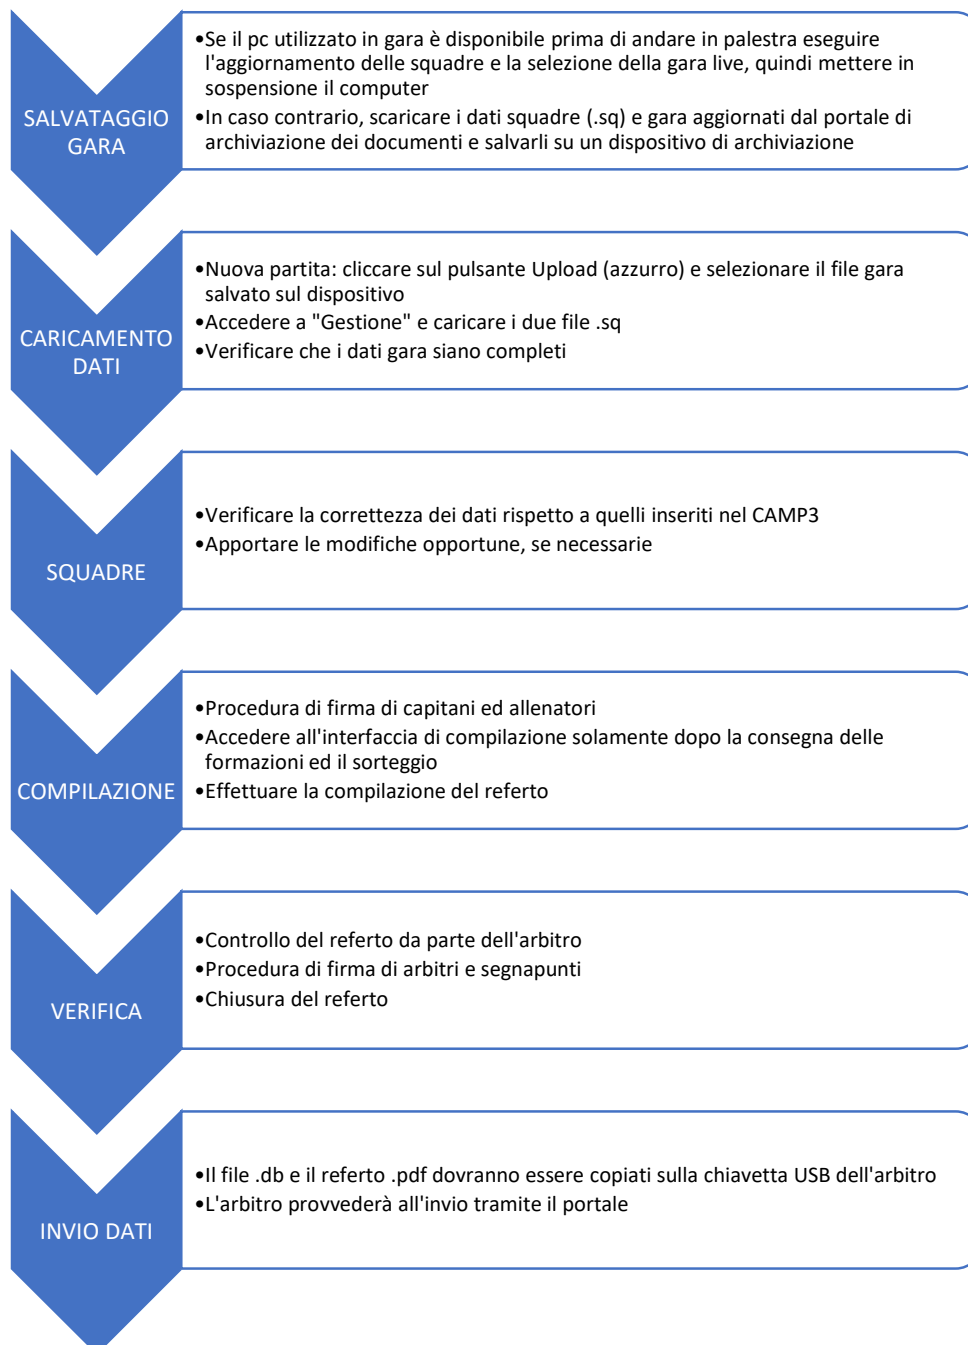 SALVATAGGIO
GARA
•Se il pc utilizzato in gara è disponibile prima di andare in palestra eseguire
l'aggiornamento delle squadre e la selezione della gara live, quindi mettere in
sospensione il computer
•In caso contrario, scaricare i dati squadre (.sq) e gara aggiornati dal portale di
archiviazione dei documenti e salvarli su un dispositivo di archiviazione
CARICAMENTO
DATI
•Nuova partita: cliccare sul pulsante Upload (azzurro) e selezionare il file gara
salvato sul dispositivo
•Accedere a "Gestione" e caricare i due file .sq
•Verificare che i dati gara siano completi
SQUADRE
•Verificare la correttezza dei dati rispetto a quelli inseriti nel CAMP3
•Apportare le modifiche opportune, se necessarie
COMPILAZIONE
•Procedura di firma di capitani ed allenatori
•Accedere all'interfaccia di compilazione solamente dopo la consegna delle
formazioni ed il sorteggio
•Effettuare la compilazione del referto
VERIFICA
•Controllo del referto da parte dell'arbitro
•Procedura di firma di arbitri e segnapunti
•Chiusura del referto
INVIO DATI
•Il file .db e il referto .pdf dovranno essere copiati sulla chiavetta USB dell'arbitro
•L'arbitro provvederà all'invio tramite il portale